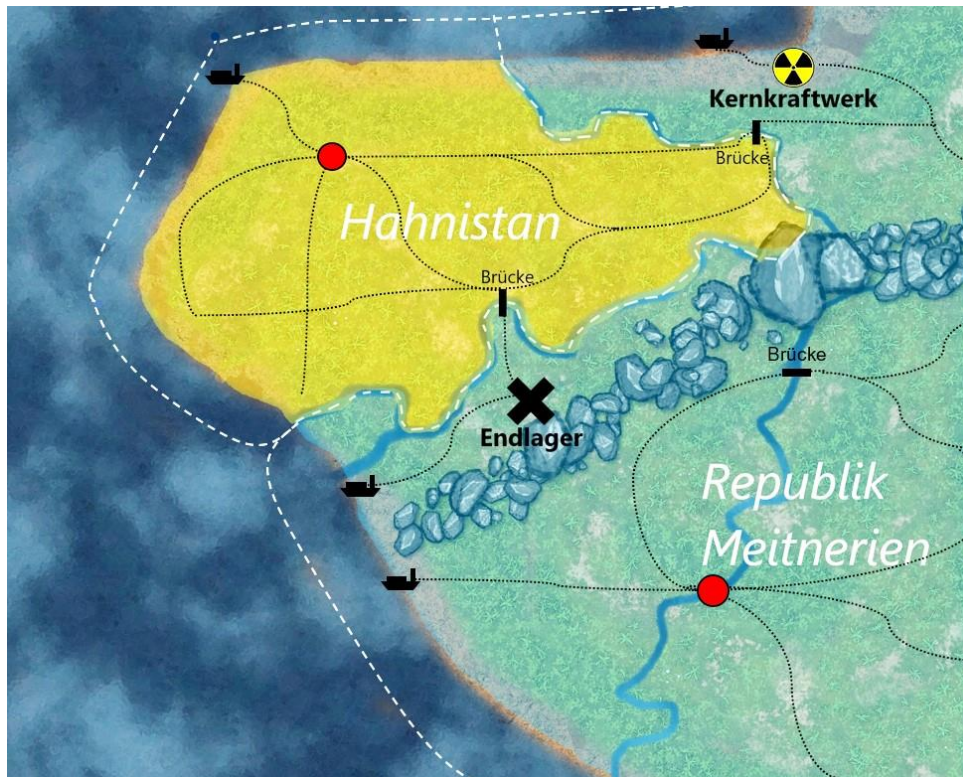 Kernkraftwerk
Brücke
Hahnistan
Brücke
Brücke
Endlager
Republik
Meitnerien